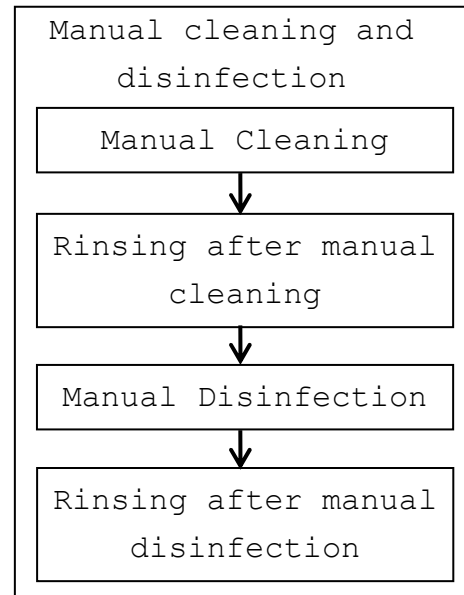 Manual cleaning and
disinfection
Manual Cleaning
Rinsing after manual
cleaning
Manual Disinfection
Rinsing after manual
disinfection